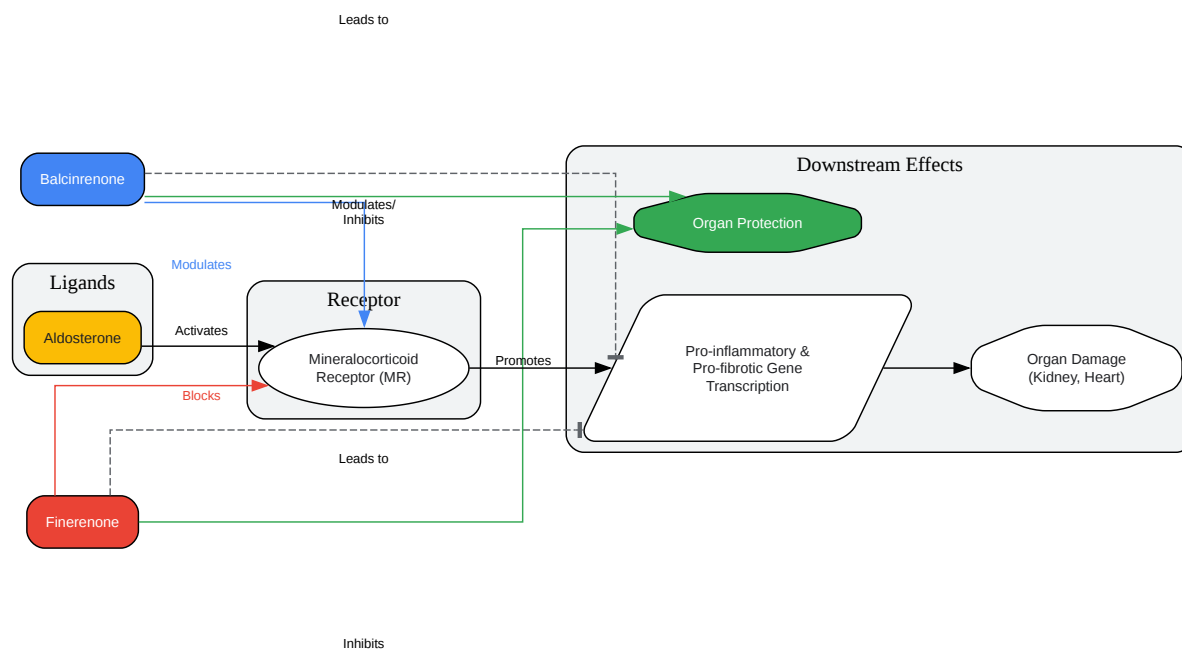 Leads to
Downstream Effects
Balcinrenone
Modulates/
Inhibits
Organ Protection
Modulates
Ligands
Receptor
Aldosterone
Activates
Mineralocorticoid
Receptor (MR)
Promotes
Pro-inflammatory &
Pro-fibrotic Gene
Transcription
Organ Damage
(Kidney, Heart)
Blocks
Leads to
Finerenone
Inhibits